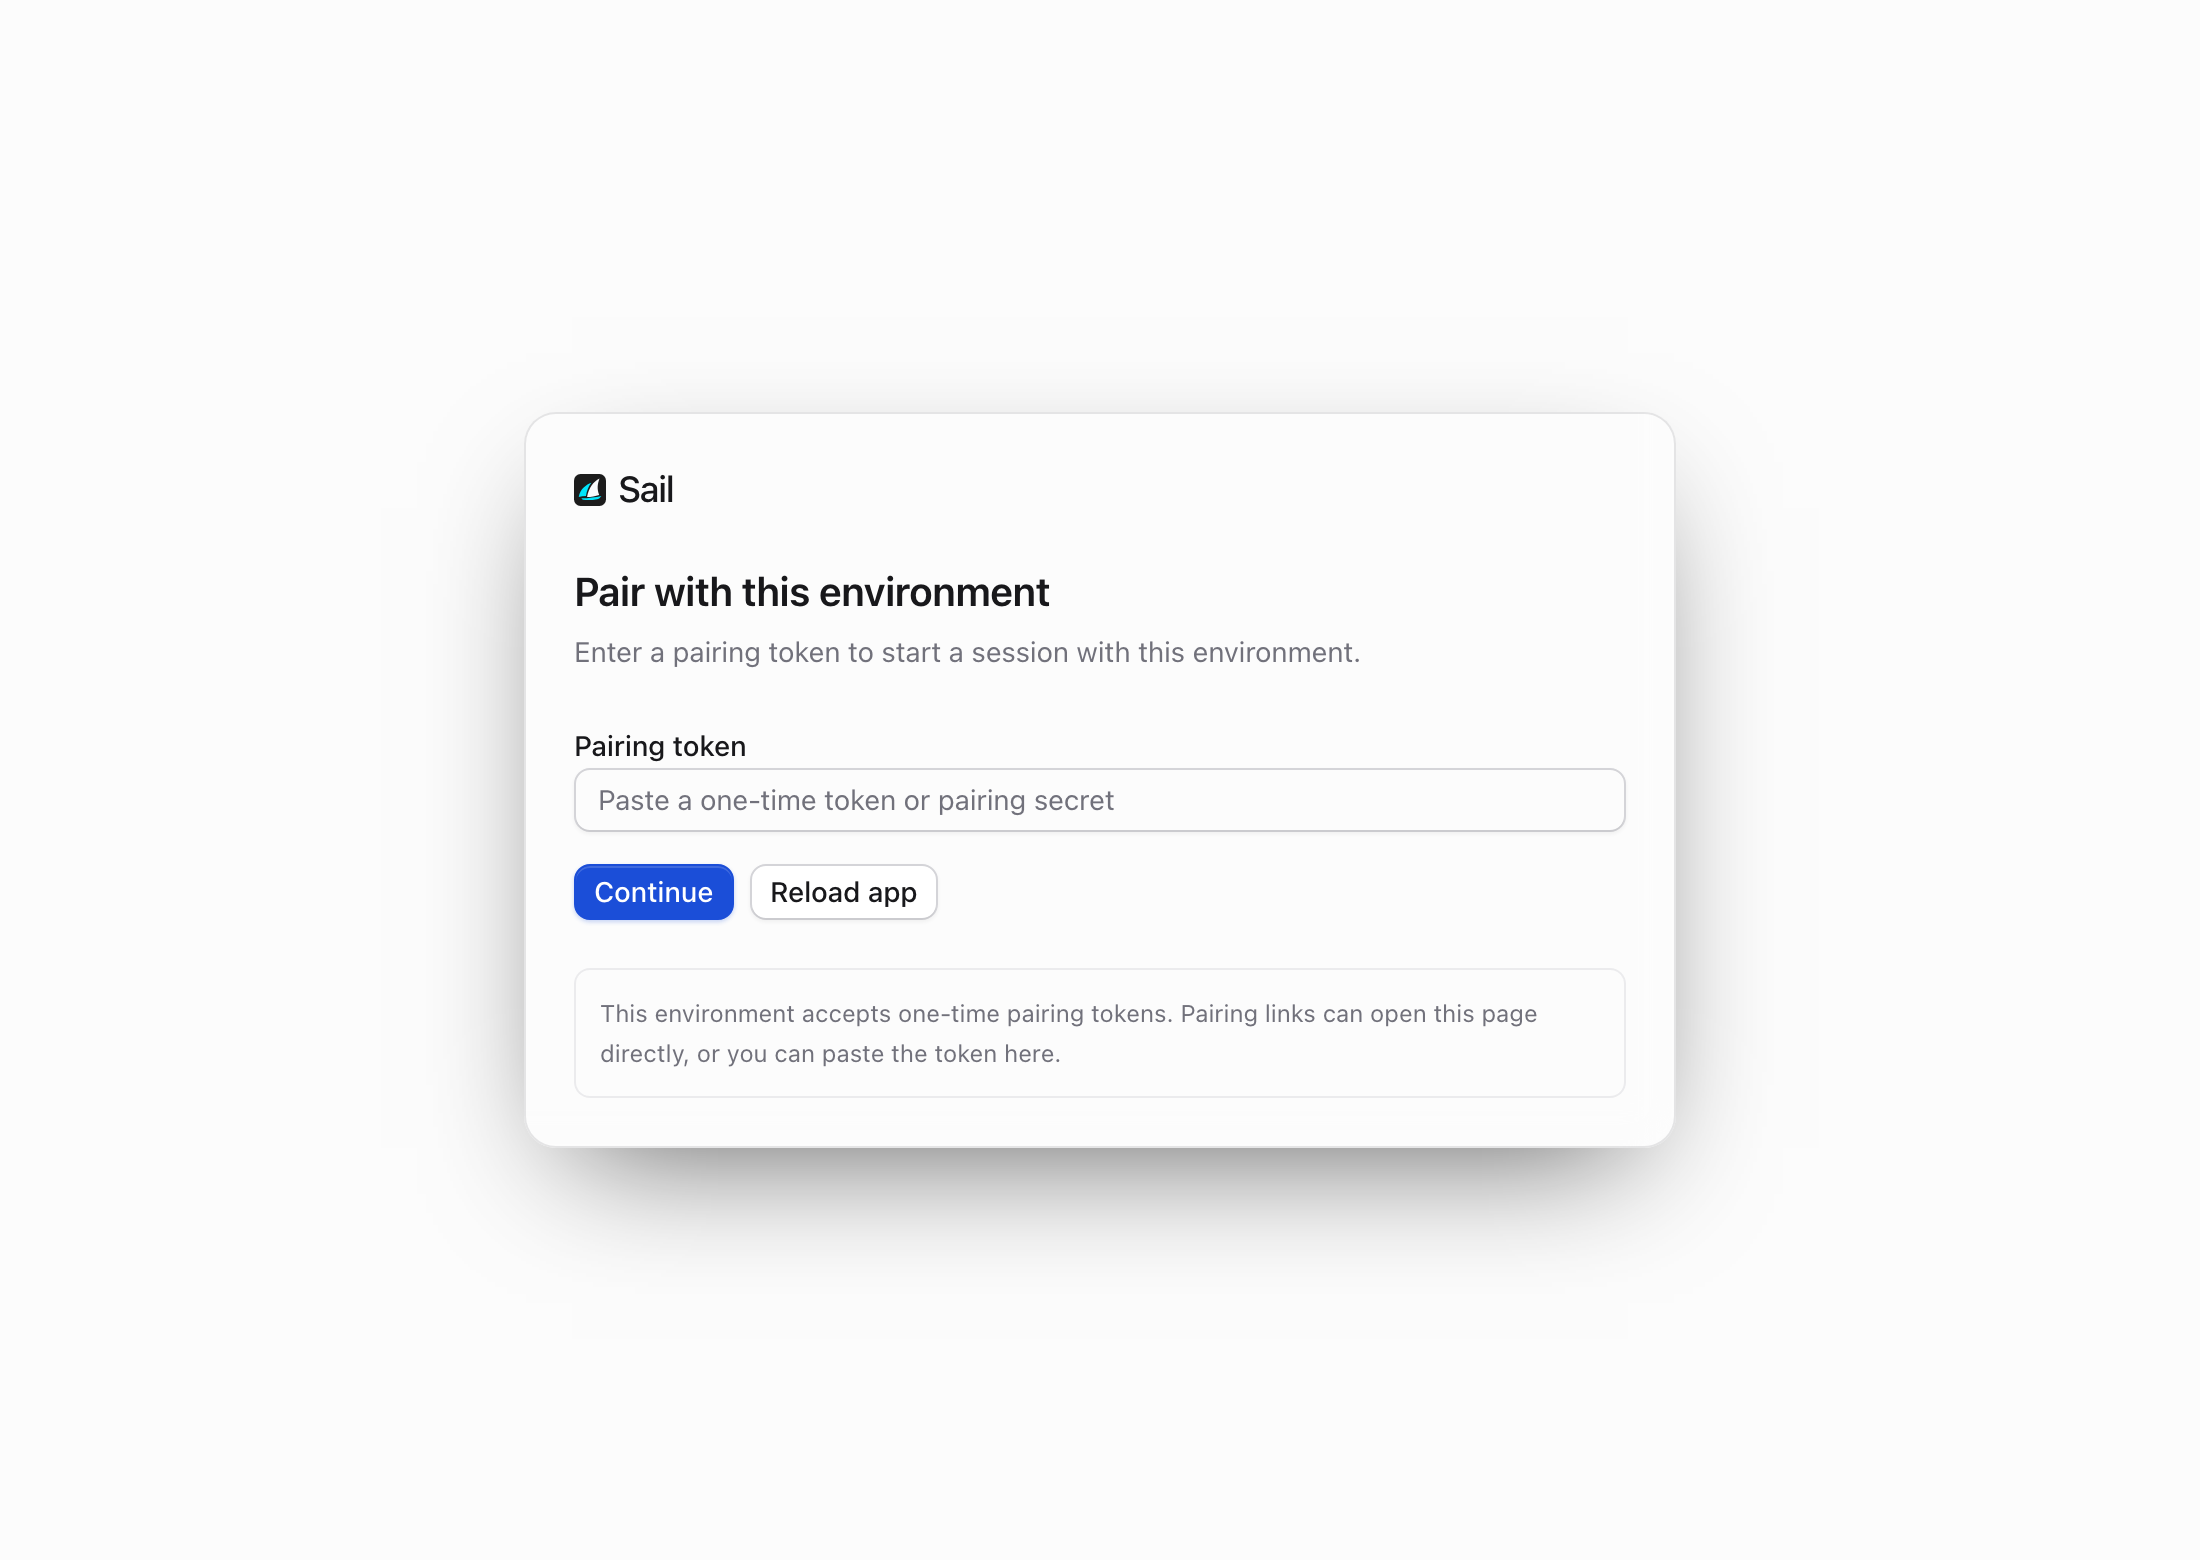 Sail
Pair with this environment
Enter a pairing token to start a session with this environment.
Pairing token
Paste a one-time token or pairing secret
Continue
Reload app
This environment accepts one-time pairing tokens. Pairing links can open this page
directly, or you can paste the token here.